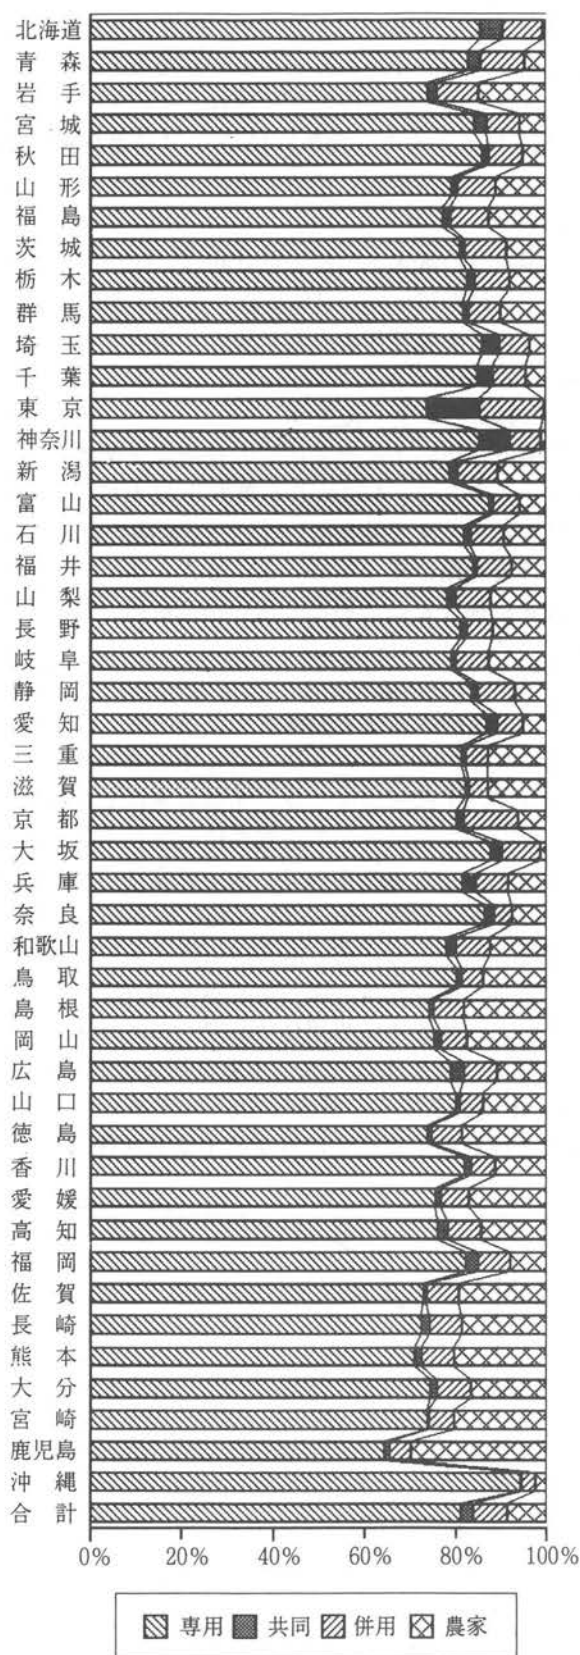 北海道
青森
岩手
宮城
秋田
山形
福島
茨城
栃木
群馬
埼玉
千葉
東京
神奈川
新潟
富山
石川
福井
山梨
長野
岐阜
静岡
愛知
三重
滋賀
京都
大坂
兵庫
奈良
和歌山
鳥取
島根
岡山
広島
山口
徳島
香川
愛媛
高知
福岡
佐賀
長崎
熊本
大分
宮崎
鹿児島
沖縄
合計
0% 20% 40% 60% 80% 100%
専用 共同 併用 農家